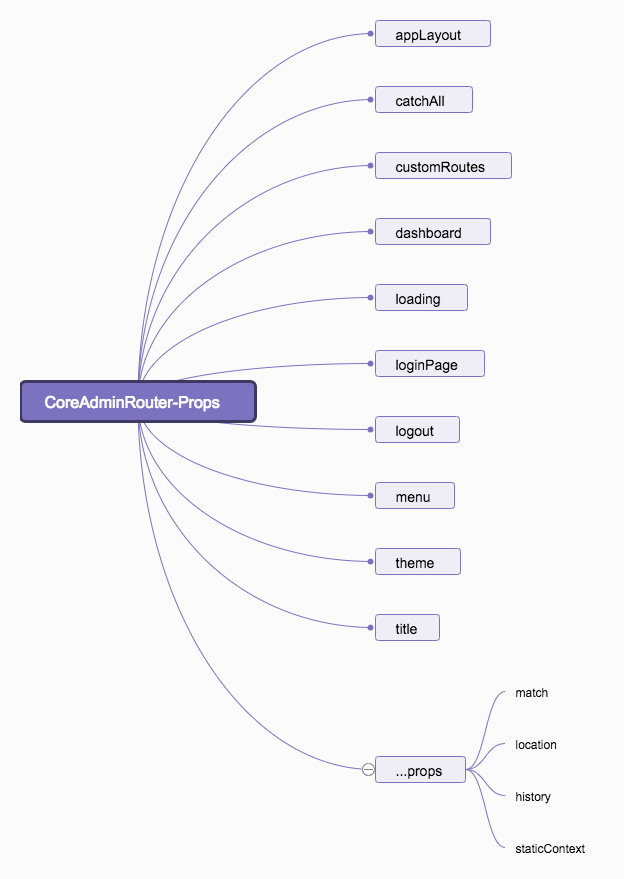 appLayout
catchAll
customRoutes
dashboard
loading
loginPage
CoreAdminRouter-Props
logout
menu
theme
title
match
location
...props
history
staticContext